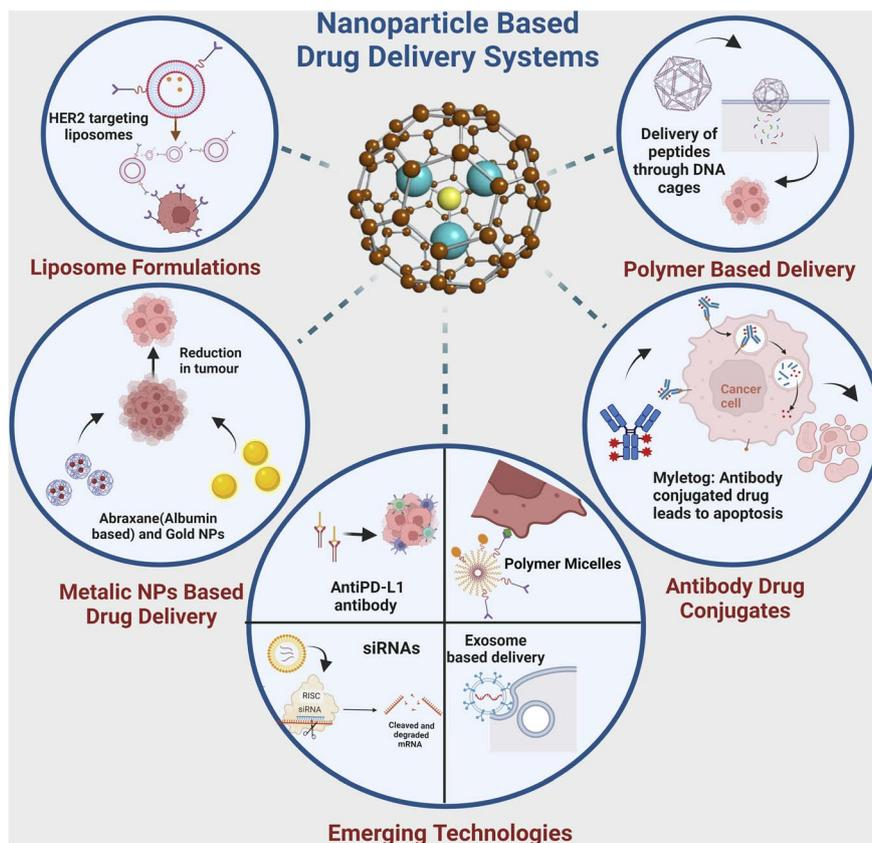 Nanoparticle Based
Drug Delivery Systems
HER2 targeting
liposomes
Liposome Formulations
Delivery of
peptides
through DNA
cages
Polymer Based Delivery
Reduction
in tumour
Abraxane(Albumin
based) and Gold NPs
Metalic NPs Based
Drug Delivery
Cancer
cell
Myletog: Antibody
conjugated drug
leads to apoptosis
Antibody Drug
Conjugates
AntiPD-L1
antibody
Polymer Micelles
siRNAs
RISC
siRNA
Cleaved and
degraded
mRNA
Exosome
based delivery
Emerging Technologies